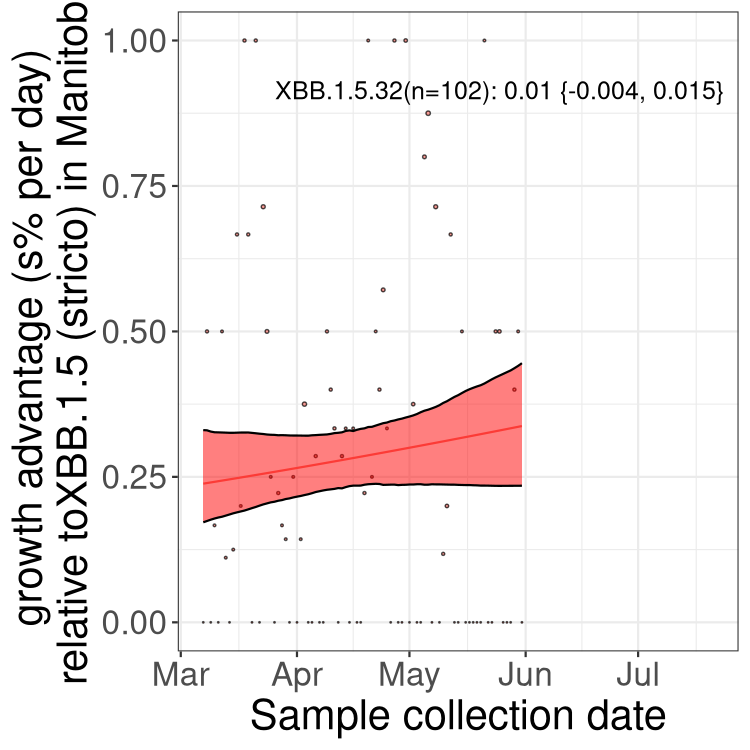 growth advantage (s% per day)
relative toXBB.1.5 (stricto) in Manitob
1.00
0.75
0.50
0.25
0.00
XBB.1.5.32(n=102): 0.01 {-0.004, 0.015}
Mar Apr May Jun Jul
Sample collection date